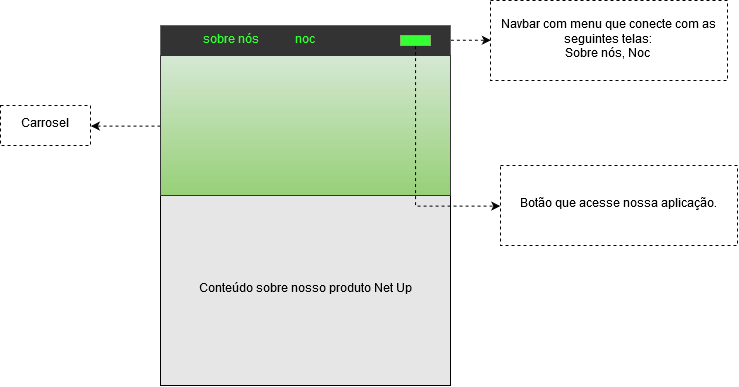 sobre nós
noc
Navbar com menu que conecte com as
seguintes telas:
Sobre nós, Noc
Carrosel
Botão que acesse nossa aplicação.
Conteúdo sobre nosso produto Net Up